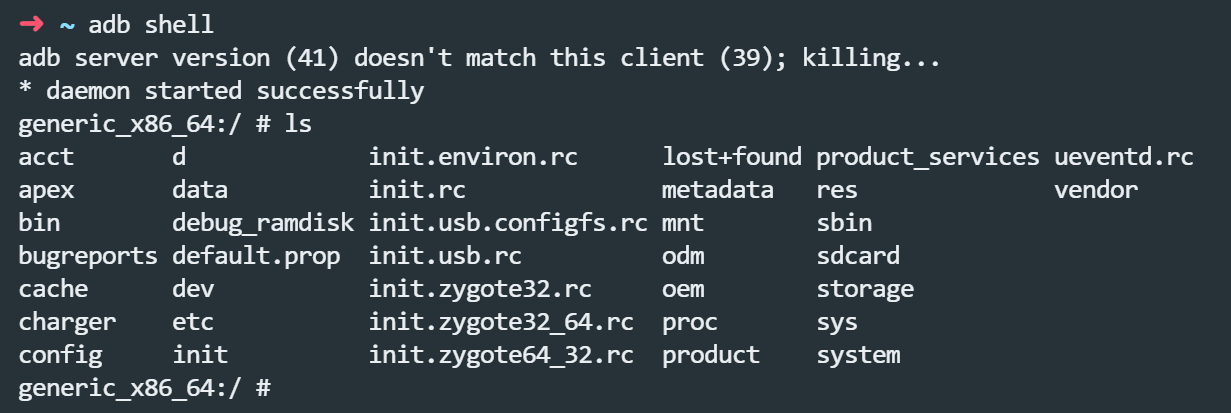 ➜ ~ adb shell
adb server version (41) doesn't match this client (39); killing...
* daemon started successfully
generic_x86_64:/ # ls
acct d init.environ.rc lost+found product_services ueventd.rc
apex data init.rc metadata res vendor
bin debug_ramdisk init.usb.configfs.rc mnt sbin
bugreports default.prop init.usb.rc odm sdcard
cache dev init.zygote32.rc oem storage
charger etc init.zygote32_64.rc proc sys
config init init.zygote64_32.rc product system
generic_x86_64:/ #